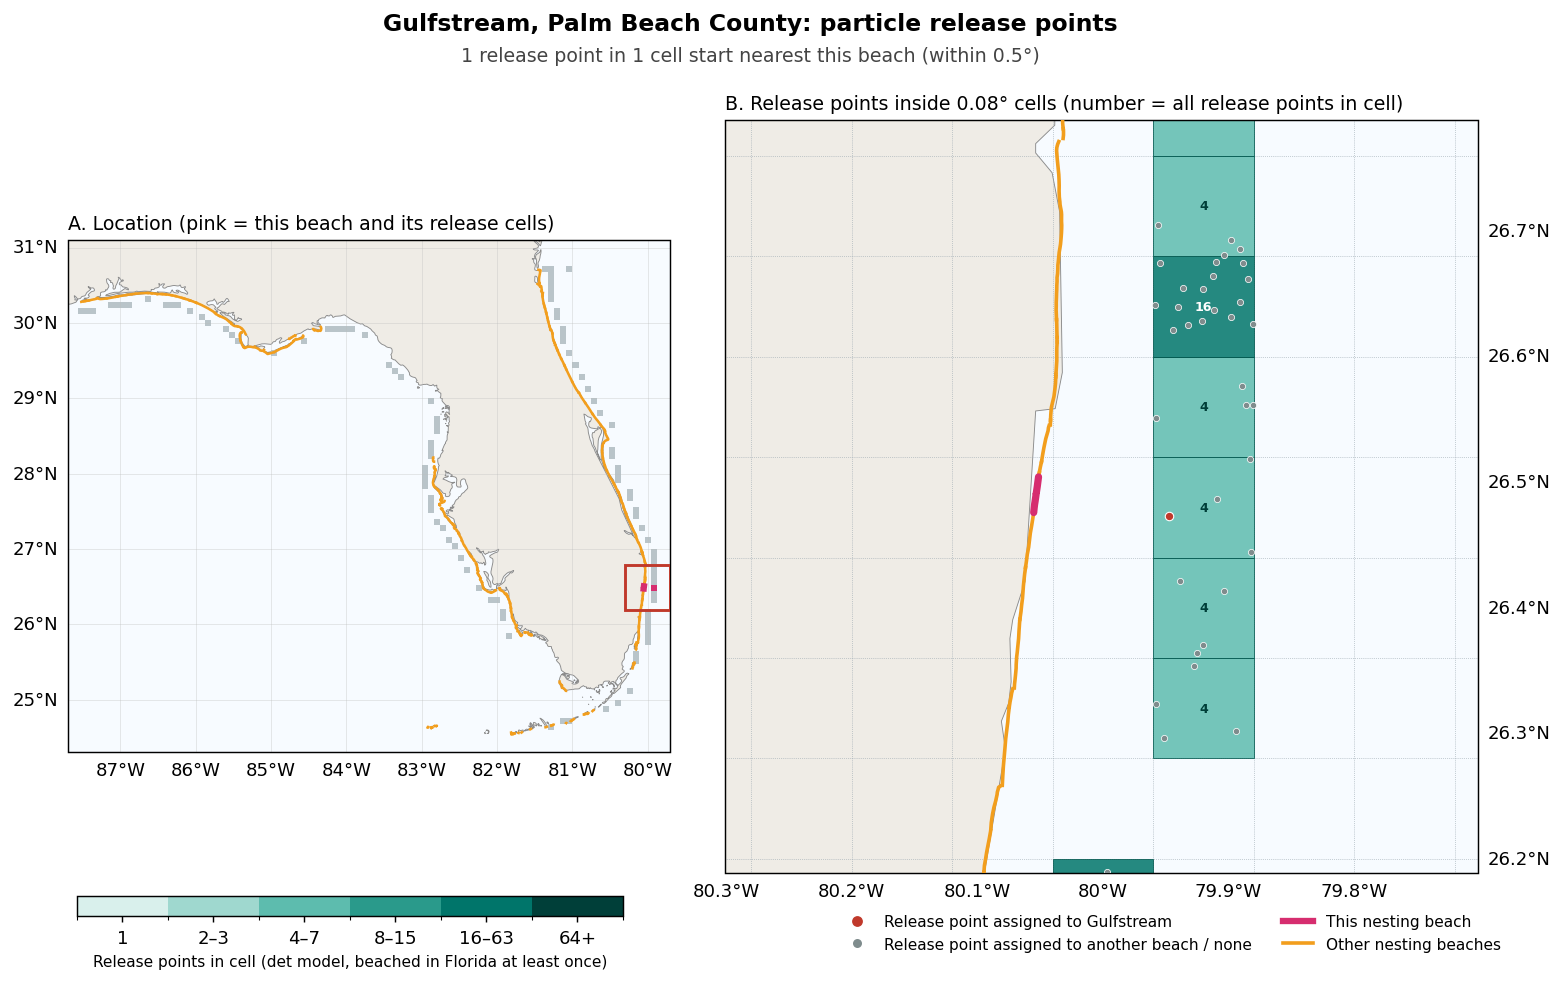 Gulfstream, Palm Beach County: particle release points
1 release point in 1 cell start nearest this beach (within 0.5°)
A. Location (pink = this beach and its release cells)
31°N
30°N
29°N
28°N
27°N
26°N
25°N
87°W 86°W 85°W 84°W 83°W 82°W 81°W 80°W
1 2–3 4–7 8–15 16–63 64+
Release points in cell (det model, beached in Florida at least once)
B. Release points inside 0.08° cells (number = all release points in cell)
4
16
4
4
4
4
26.7°N
26.6°N
26.5°N
26.4°N
26.3°N
26.2°N
80.3°W 80.2°W 80.1°W 80°W 79.9°W 79.8°W
Release point assigned to Gulfstream
Release point assigned to another beach / none
This nesting beach
Other nesting beaches